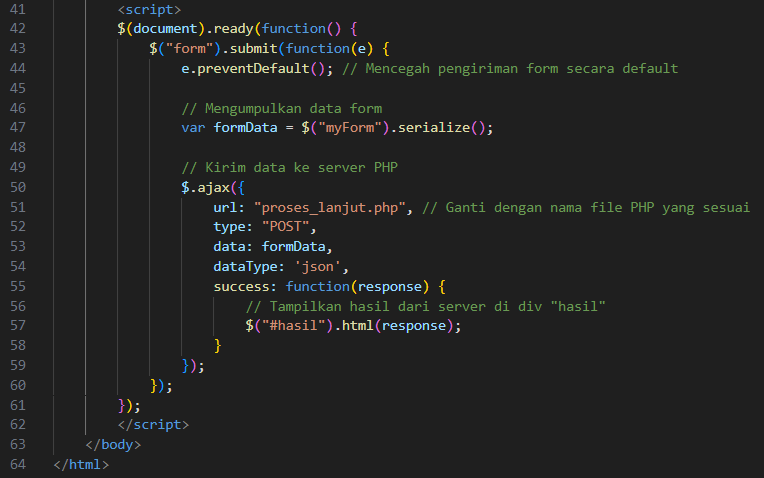 41 <script>
42 $(document).ready(function() {
43 $("form").submit(function(e) {
44 e.preventDefault(); // Mencegah pengiriman form secara default
45
46 // Mengumpulkan data form
47 var formData = $("myForm").serialize();
48
49 // Kirim data ke server PHP
50 $.ajax({
51 url: "proses_lanjut.php", // Ganti dengan nama file PHP yang sesuai
52 type: "POST",
53 data: formData,
54 dataType: 'json',
55 success: function(response) {
56 // Tampilkan hasil dari server di div "hasil"
57 $("#hasil").html(response);
58 }
59 });
60 });
61 });
62 </script>
63 </body>
64 </html>